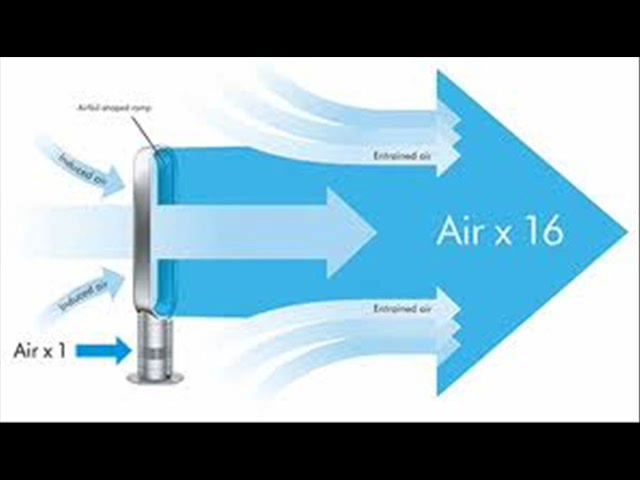 Airfoil-shaped ramp
Induced air
Entrained air
Air x 16
Induced air
Entrained air
Air x 1